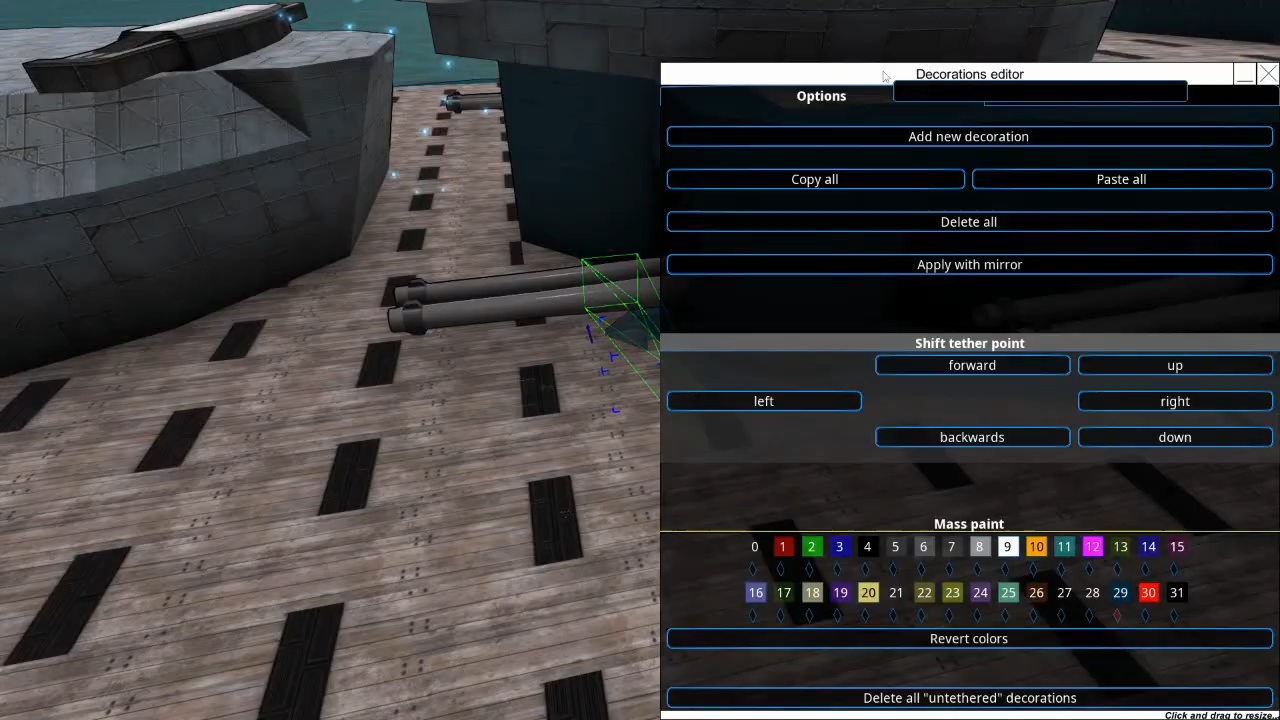 Decorations editor
Options
Add new decoration
Copy all Paste all
Delete all
Apply with mirror
Shift tether point
forward up
left right
backwards down
Mass paint
0 1 2 3 4 5 6 7 8 9 10 11 12 13 14 15
16 17 18 19 20 21 22 23 24 25 26 27 28 29 30 31
Revert colors
Delete all "untethered" decorations
Click and drag to resize